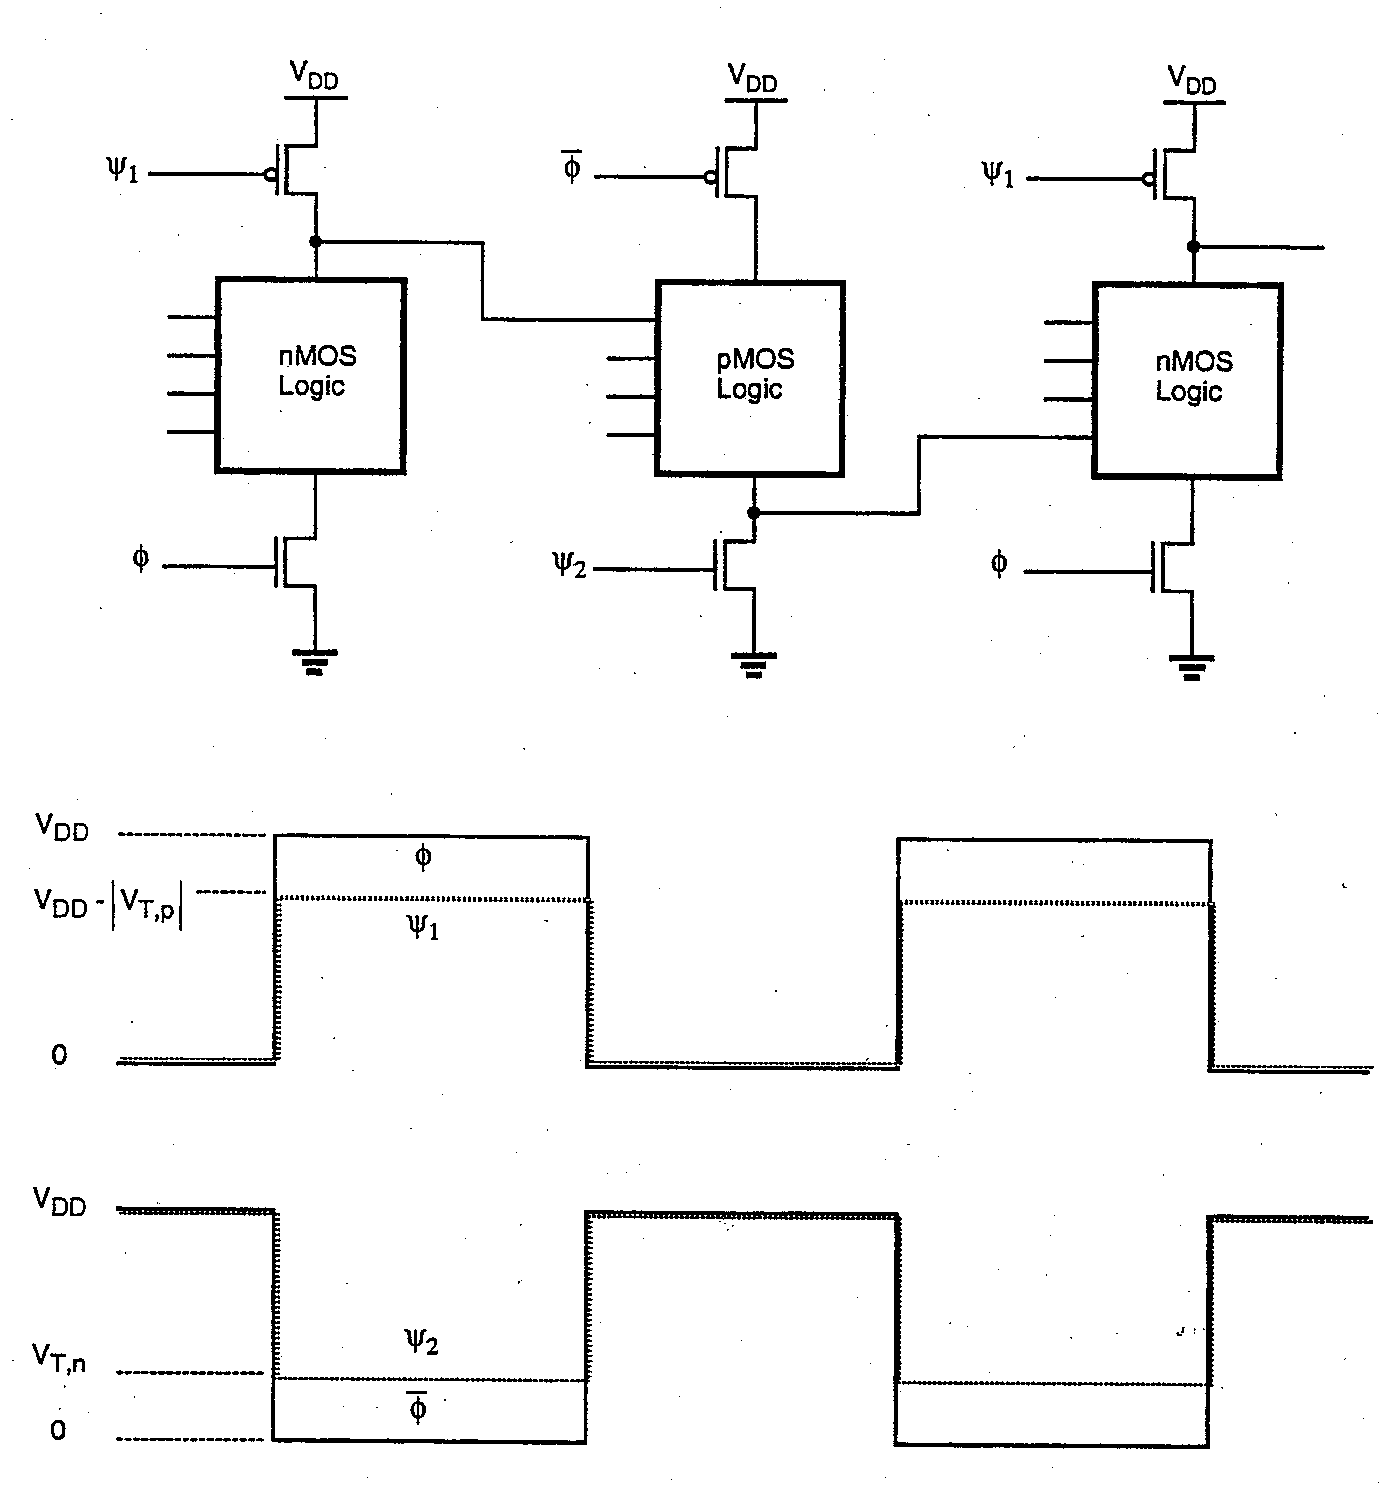 V_DD V_DD V_DD
ψ₁ φ̅ ψ₁
nMOS Logic
pMOS Logic
nMOS Logic
φ ψ₂ φ
V_DD
φ
V_DD - |V_T,p|
ψ₁
0
V_DD
ψ₂
V_T,n
φ̅
0